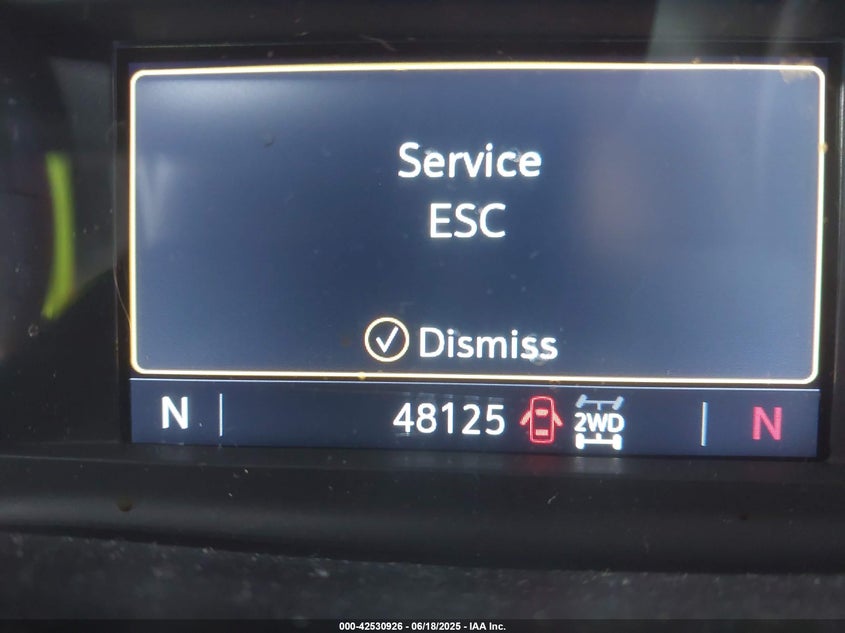 Service
ESC
Dismiss
N 48125 2WD N
000-42530926 - 06/18/2025 - IAA Inc.